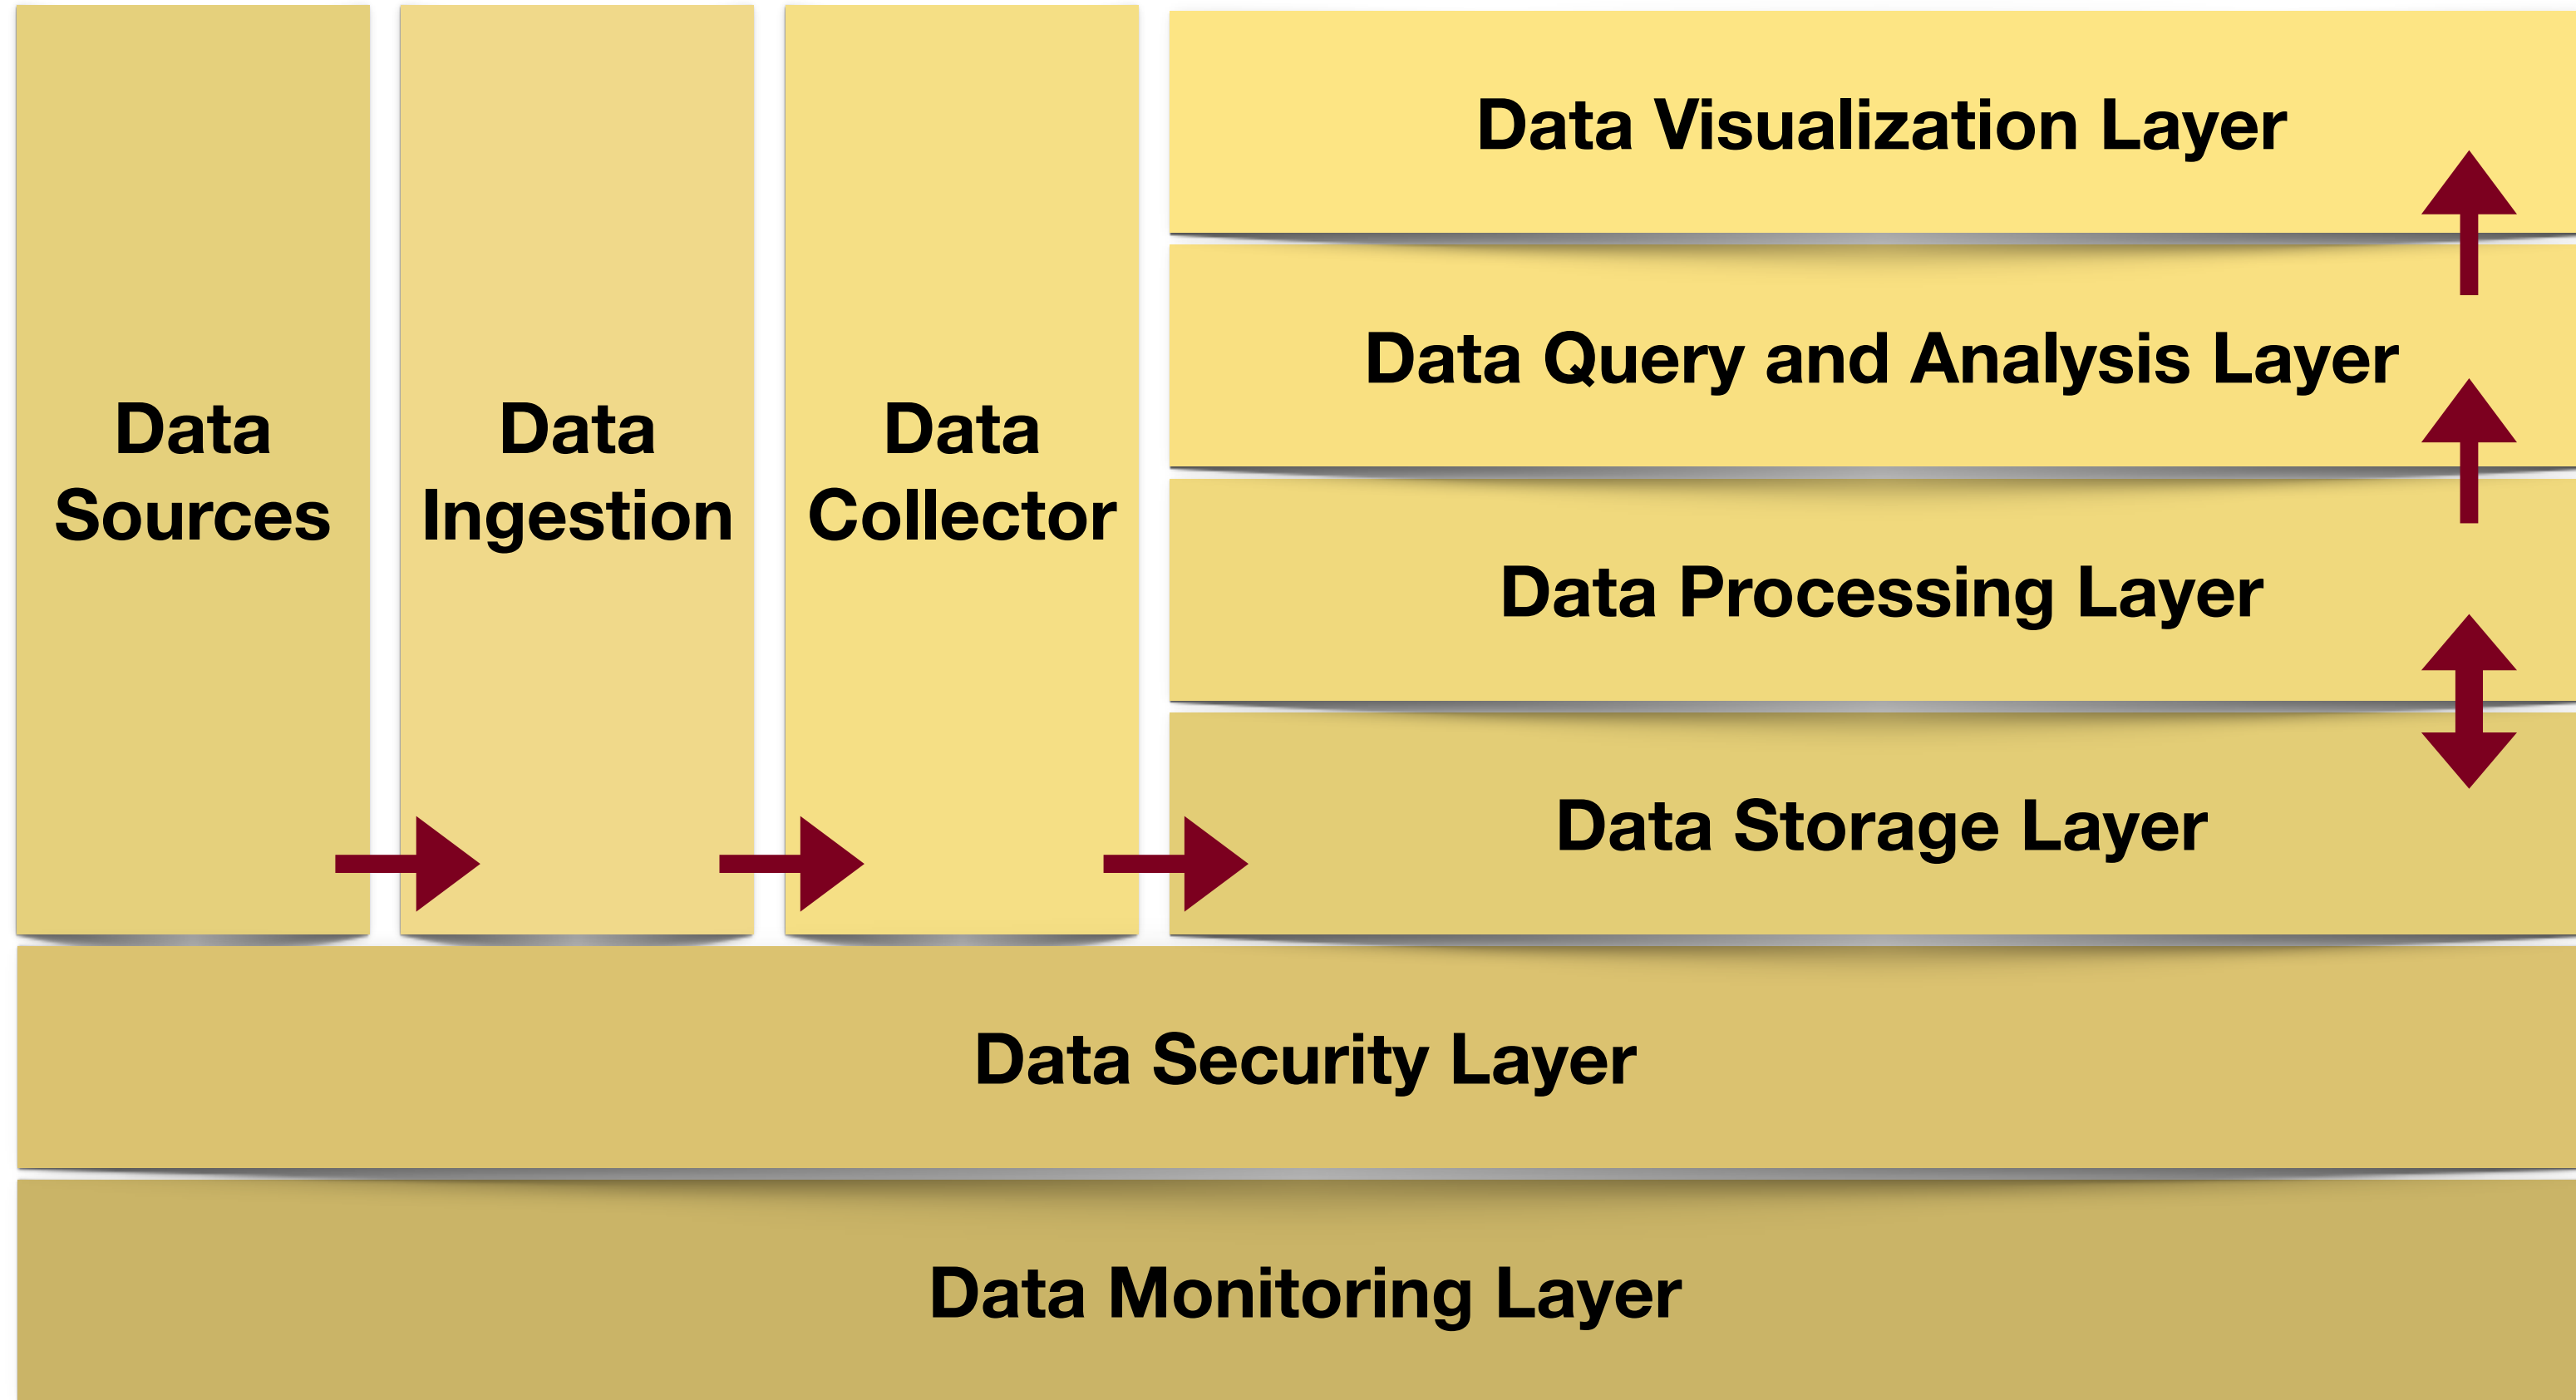 Data
Sources
Data
Ingestion
Data
Collector
Data Visualization Layer
Data Query and Analysis Layer
Data Processing Layer
Data Storage Layer
Data Security Layer
Data Monitoring Layer